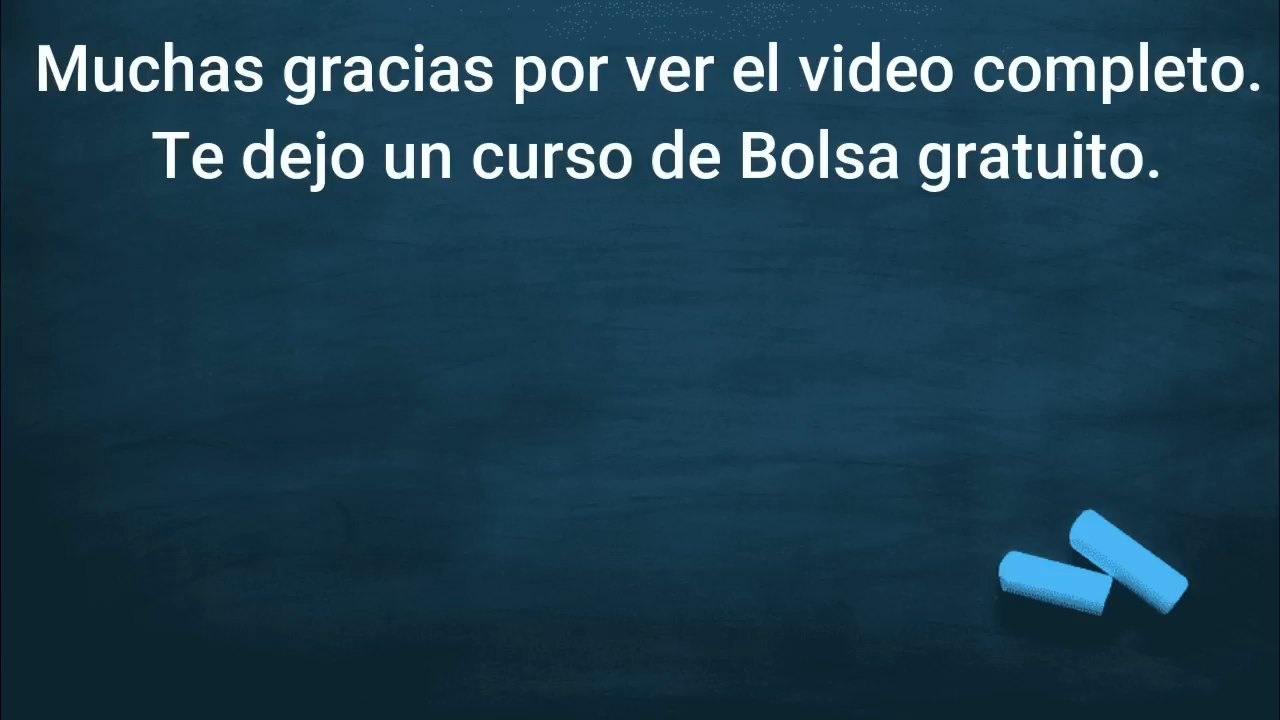 Muchas gracias por ver el video completo.
Te dejo un curso de Bolsa gratuito.